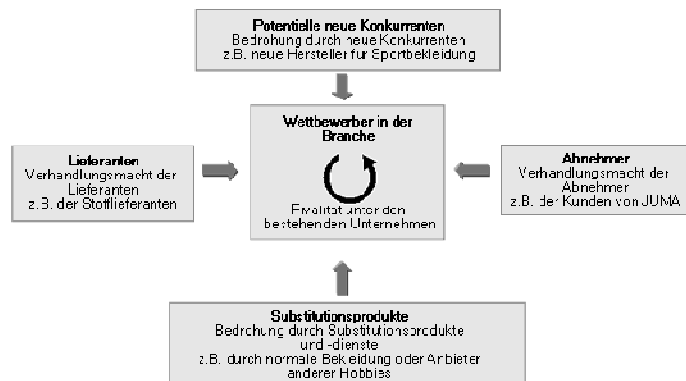 Potentielle neue Konkurrenten
Bedrohung durch neue Konkurrenten
z.B. neue Hersteller für Sportbekleidung
Wettbewerber in der
Branche
Rivalität unter den
bestehenden Unternehmen
Lieferanten
Verhandlungsmacht der
Lieferanten
z.B. der Stofflieferanten
Abnehmer
Verhandlungsmacht der
Abnehmer
z.B. der Kunden von JUMA
Substitutionsprodukte
Bedrohung durch Substitutionsprodukte
und -dienste
z.B. durch normale Bekleidung oder Anbieter
anderer Hobbies